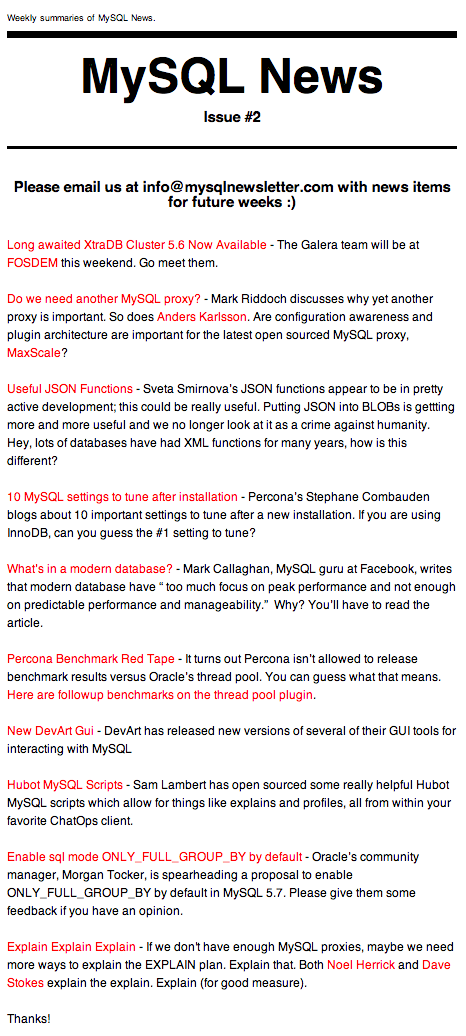 Weekly summaries of MySQL News.
MySQL News
Issue #2
Please email us at info@mysqlnewsletter.com with news items
for future weeks :)
Long awaited XtraDB Cluster 5.6 Now Available - The Galera team will be at
FOSDEM this weekend. Go meet them.
Do we need another MySQL proxy? - Mark Riddoch discusses why yet another
proxy is important. So does Anders Karlsson. Are configuration awareness and
plugin architecture are important for the latest open sourced MySQL proxy,
MaxScale?
Useful JSON Functions - Sveta Smirnova's JSON functions appear to be in pretty
active development; this could be really useful. Putting JSON into BLOBs is gettting
more and more useful and we no longer look at it as a crime against humanity.
Hey, lots of databases have had XML functions for many years, how is this
different?
10 MySQL settings to tune after installation - Percona's Stephane Combauden
blogs about 10 important settings to tune after a new installation. If you are using
InnoDB, can you guess the #1 setting to tune?
What's in a modern database? - Mark Callaghan, MySQL guru at Facebook, writes
that modern database have “ too much focus on peak performance and not enough
on predictable performance and manageability.”  Why? You'll have to read the
article.
Percona Benchmark Red Tape - It turns out Percona isn't allowed to release
benchmark results versus Oracle's thread pool. You can guess what that means.
Here are followup benchmarks on the thread pool plugin.
New DevArt Gui - DevArt has released new versions of several of their GUI tools for
interacting with MySQL
Hubot MySQL Scripts - Sam Lambert has open sourced some really helpful Hubot
MySQL scripts which allow for things like explains and profiles, all from within your
favorite ChatOps client.
Enable sql mode ONLY_FULL_GROUP_BY by default - Oracle's community
manager, Morgan Tocker, is spearheading a proposal to enable
ONLY_FULL_GROUP_BY by default in MySQL 5.7. Please give them some
feedback if you have an opinion.
Explain Explain Explain - If we don't have enough MySQL proxies, maybe we need
more ways to explain the EXPLAIN plan. Explain that. Both Noel Herrick and Dave
Stokes explain the explain. Explain (for good measure).
Thanks!